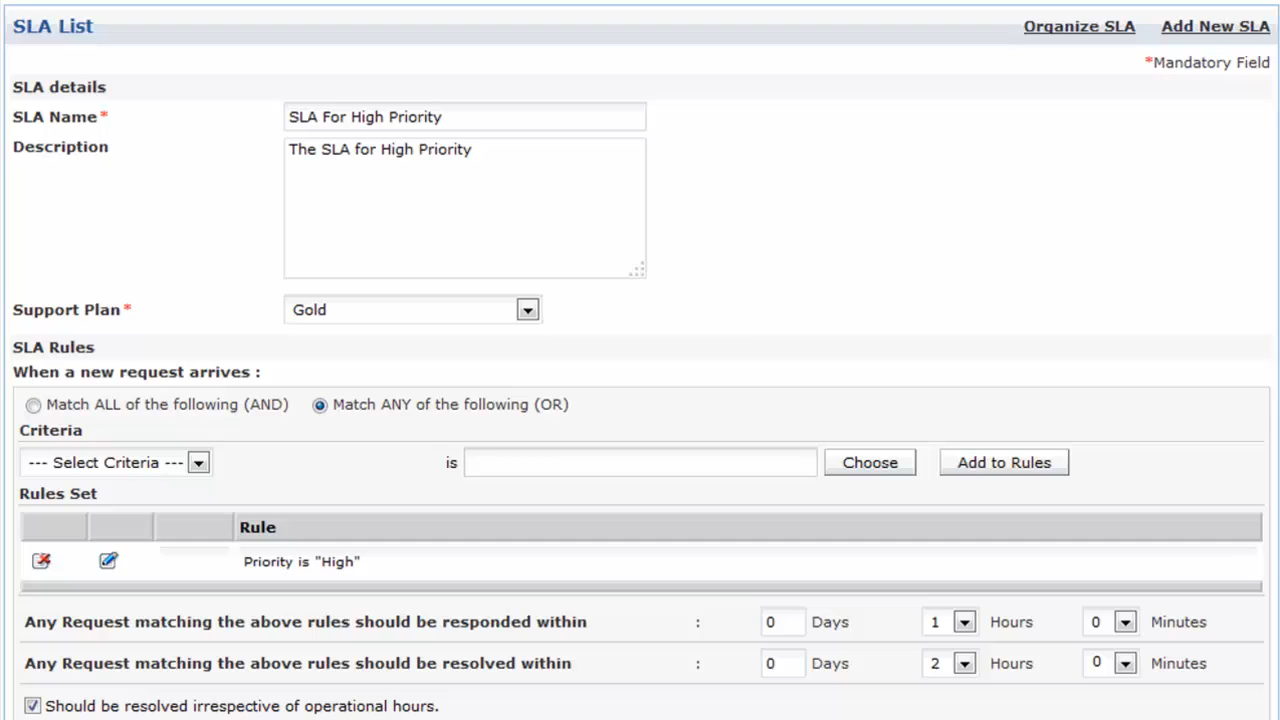 SLA List Organize SLA Add New SLA
*Mandatory Field
SLA details
SLA Name* SLA For High Priority
Description The SLA for High Priority
Support Plan* Gold
SLA Rules
When a new request arrives :
Match ALL of the following (AND) Match ANY of the following (OR)
Criteria
--- Select Criteria --- is Choose Add to Rules
Rules Set
Rule
Priority is "High"
Any Request matching the above rules should be responded within : 0 Days 1 Hours 0 Minutes
Any Request matching the above rules should be resolved within : 0 Days 2 Hours 0 Minutes
Should be resolved irrespective of operational hours.